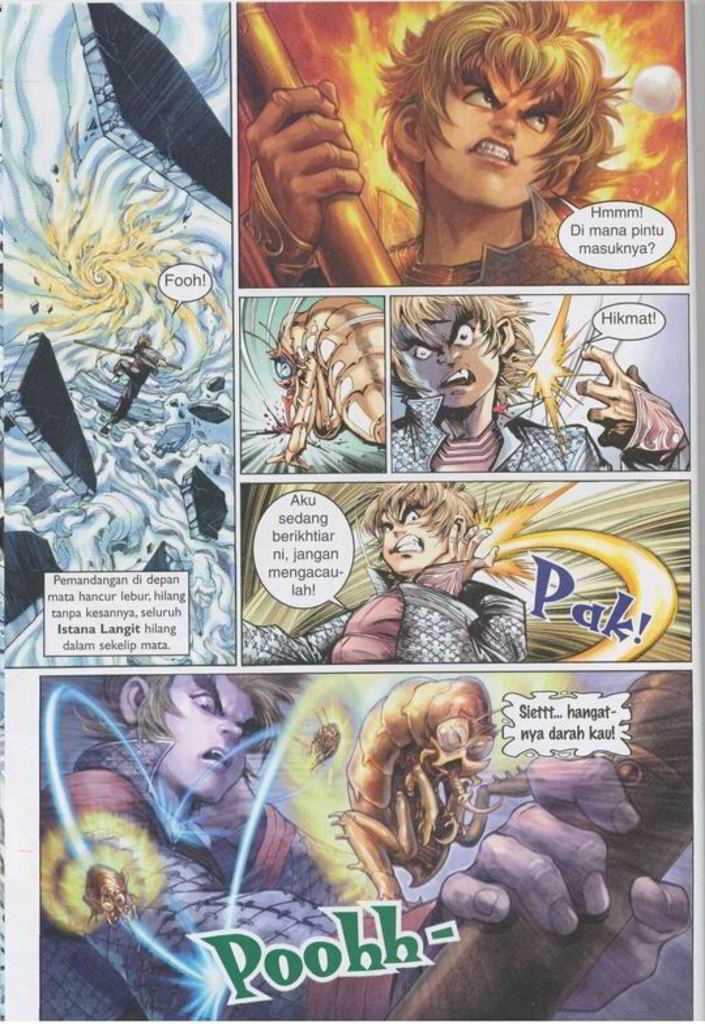 Fooh!
Pemandangan di depan
mata hancur lebur, hilang
tanpa kesannya, seluruh
Istana Langit hilang
dalam sekelip mata.
Hmmm!
Di mana pintu
masuknya?
Hikmat!
Aku
sedang
berikhtiar
ni, jangan
mengacau-
lah!
Pak!
Siettt... hangat-
nya darah kau!
Poohh-